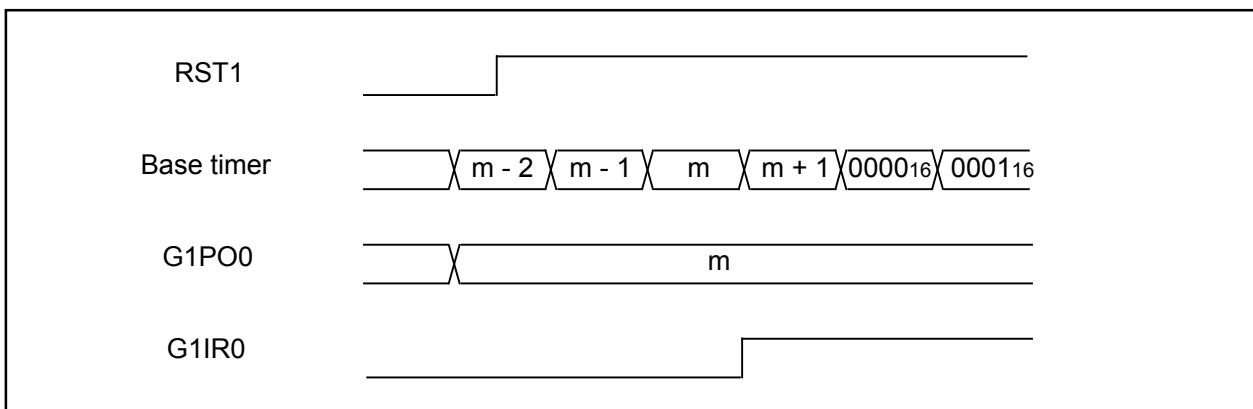 RST1
Base timer m - 2 m - 1 m m + 1 0000₁₆ 0001₁₆
G1PO0 m
G1IR0